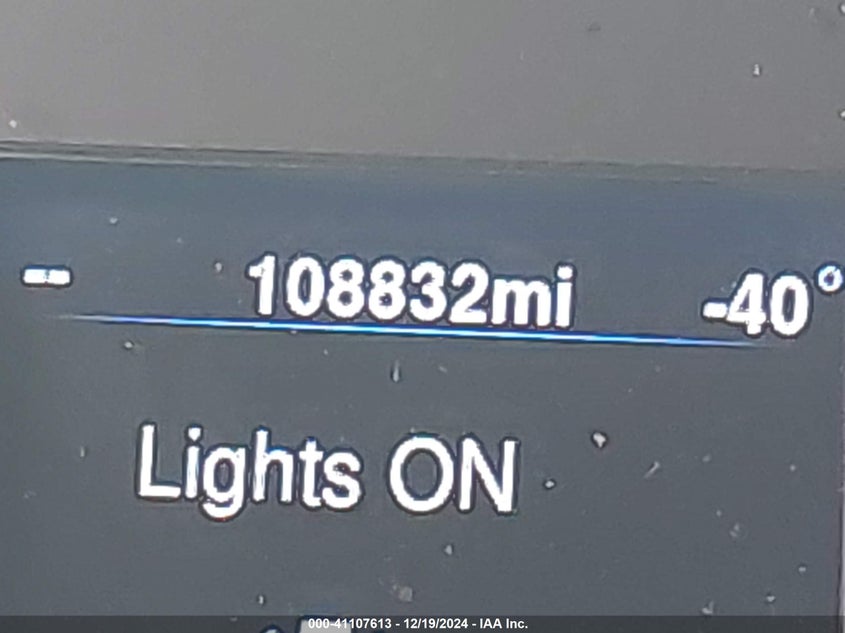 -- 108832mi -40°
Lights ON
000-41107613 - 12/19/2024 - IAA Inc.